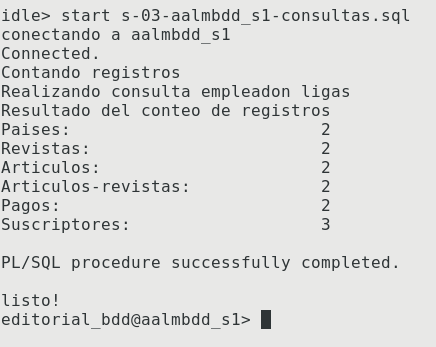 idle> start s-03-aalmbdd_s1-consultas.sql
conectando a aalmbdd_s1
Connected.
Contando registros
Realizando consulta empleadon ligas
Resultado del conteo de registros
Paises: 2
Revistas: 2
Articulos: 2
Articulos-revistas: 2
Pagos: 2
Suscriptores: 3
PL/SQL procedure successfully completed.
listo!
editorial_bdd@aalmbdd_s1>